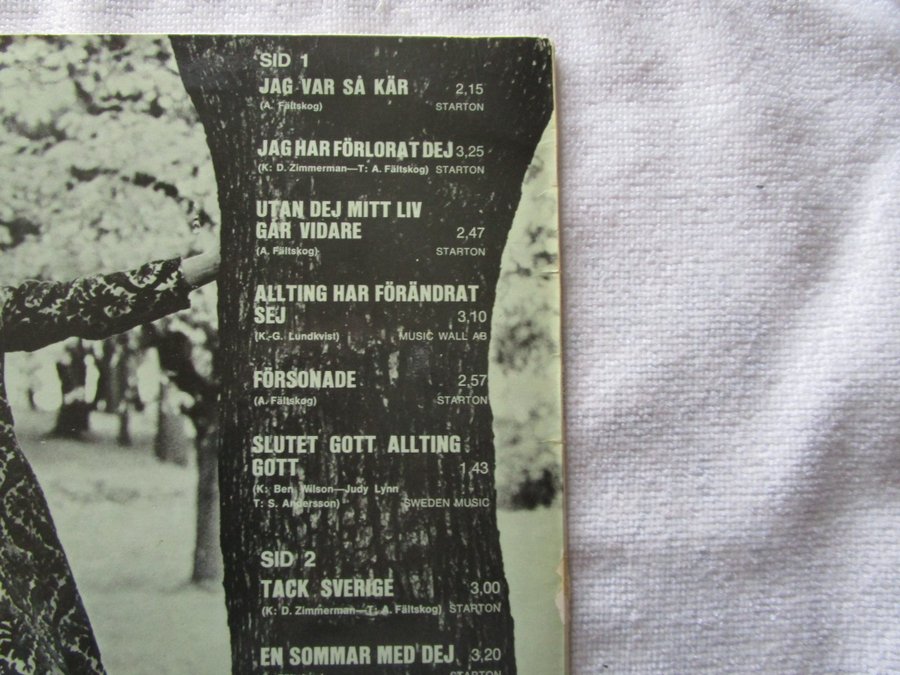 SID 1
JAG VAR SÅ KÄR 2,15
(A. Fältskog) STARTON
JAG HAR FÖRLORAT DEJ 3,25
(K: D. Zimmerman—T: A. Fältskog) STARTON
UTAN DEJ MITT LIV
GÅR VIDARE 2,47
(A. Fältskog) STARTON
ALLTING HAR FÖRÄNDRAT
SEJ 3,10
(K.-G. Lundkvist) MUSIC WALL AB
FÖRSONADE 2,57
(A. Fältskog) STARTON
SLUTET GOTT ALLTING
GOTT 1,43
(K: Ben Wilson—Judy Lynn
T: S. Andersson) SWEDEN MUSIC
SID 2
TACK SVERIGE 3,00
(K: D. Zimmerman—T: A. Fältskog) STARTON
EN SOMMAR MED DEJ 3,20
STARTON